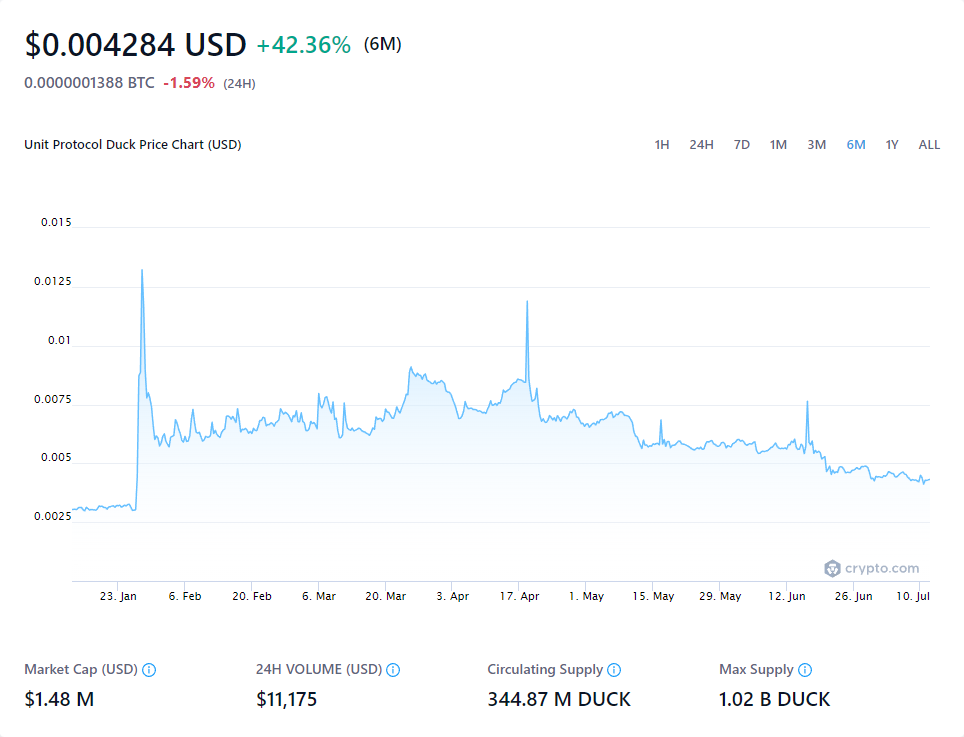 $0.004284 USD +42.36% (6M)
0.0000001388 BTC -1.59% (24H)
Unit Protocol Duck Price Chart (USD) 1H 24H 7D 1M 3M 6M 1Y ALL
0.015
0.0125
0.01
0.0075
0.005
0.0025
crypto.com
23. Jan 6. Feb 20. Feb 6. Mar 20. Mar 3. Apr 17. Apr 1. May 15. May 29. May 12. Jun 26. Jun 10. Jul
Market Cap (USD) 24H VOLUME (USD) Circulating Supply Max Supply
$1.48 M $11,175 344.87 M DUCK 1.02 B DUCK